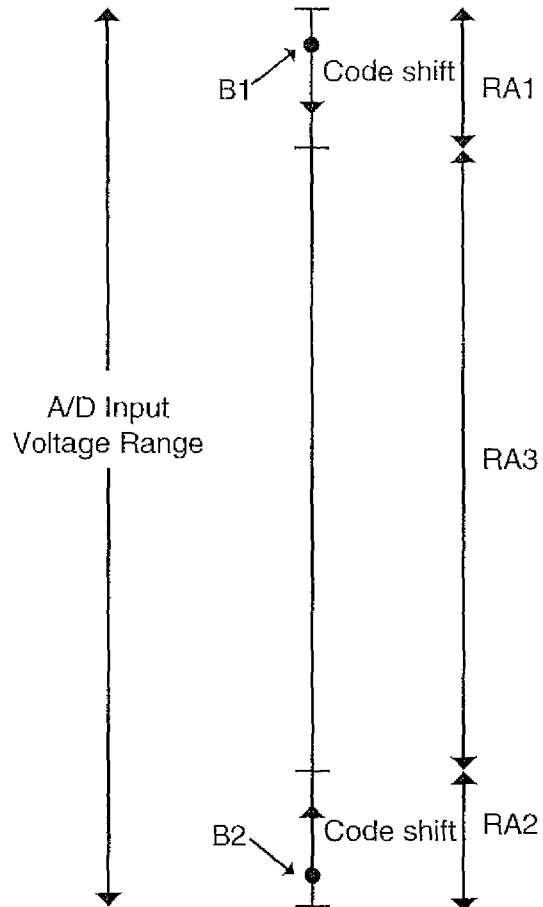 B1
Code shift
RA1
A/D Input
Voltage Range
RA3
B2
Code shift
RA2